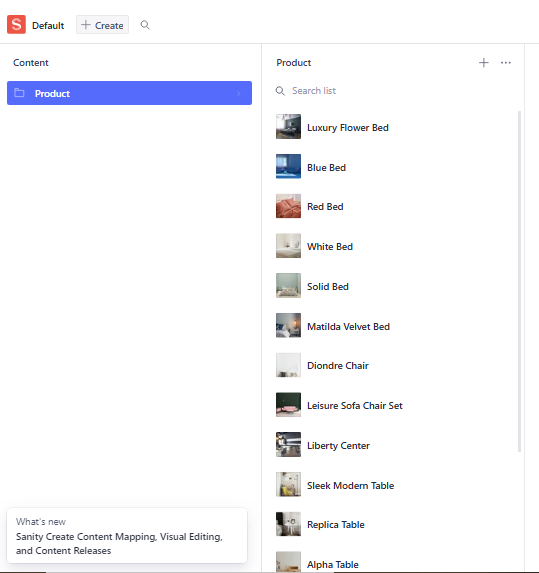 S Default + Create
Content
Product
Product
Search list
Luxury Flower Bed
Blue Bed
Red Bed
White Bed
Solid Bed
Matilda Velvet Bed
Diondre Chair
Leisure Sofa Chair Set
Liberty Center
Sleek Modern Table
Replica Table
Alpha Table
What's new
Sanity Create Content Mapping, Visual Editing,
and Content Releases